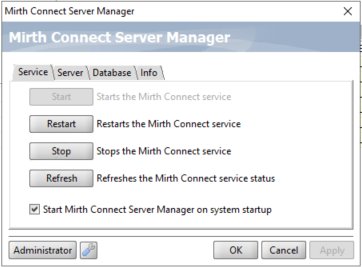 Mirth Connect Server Manager
Mirth Connect Server Manager
Service Server Database Info
Start Starts the Mirth Connect service
Restart Restarts the Mirth Connect service
Stop Stops the Mirth Connect service
Refresh Refreshes the Mirth Connect service status
Start Mirth Connect Server Manager on system startup
Administrator OK Cancel Apply